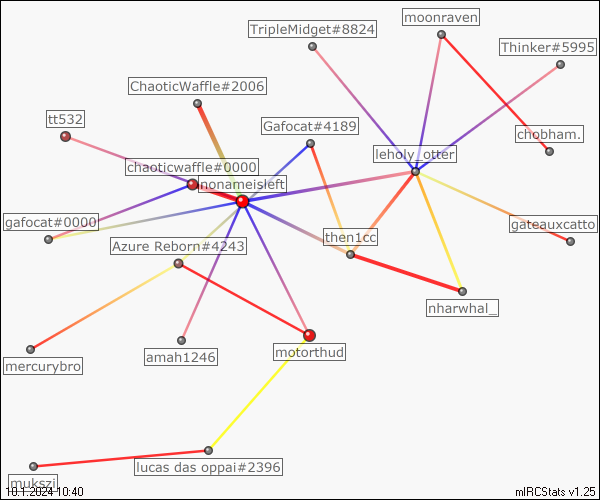 moonraven
TripleMidget#8824
Thinker#5995
ChaoticWaffle#2006
tt532
Gafocat#4189
chobham.
leholy_otter
chaoticwaffle#0000
nonameisleft
gafocat#0000
gateauxcatto
then1cc
Azure Reborn#4243
nharwhal_
motorthud
amah1246
mercurybro
lucas das oppai#2396
mukszi
10.1.2024 10:40
mIRCStats v1.25